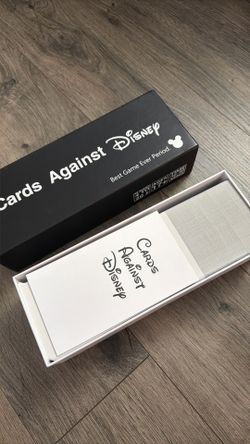 Cards Against Disney
Best Game Ever Period.
CARDS
AGAINST
DISNEY